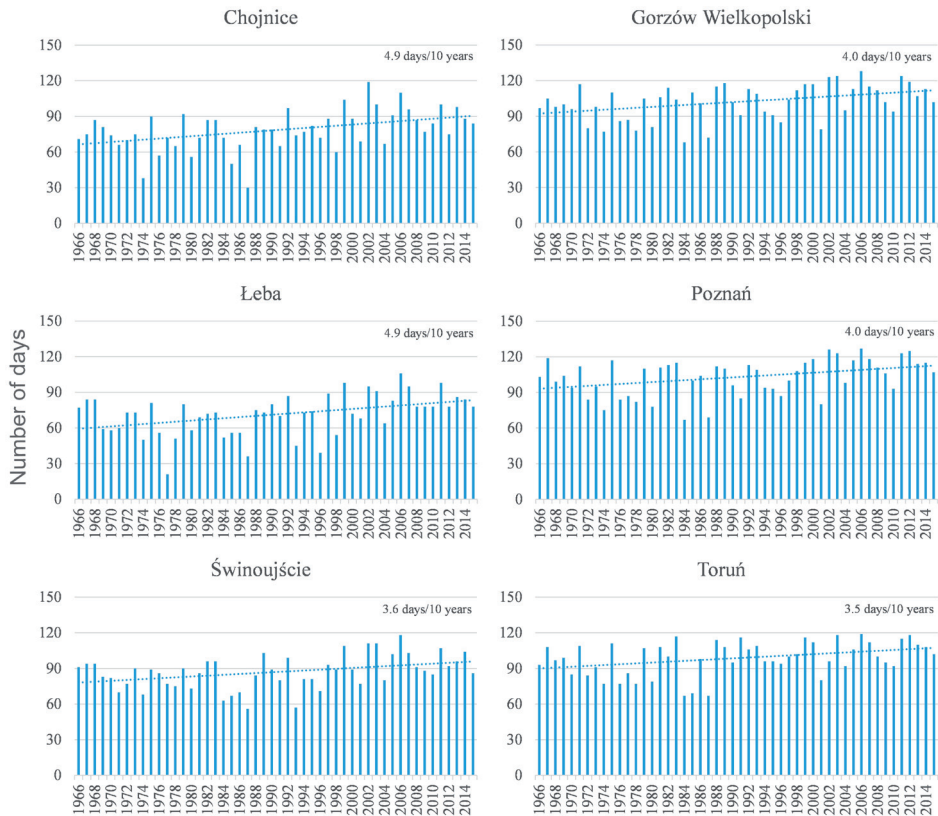 Chojnice
150
120
90
60
30
0
4.9 days/10 years
1966 1968 1970 1972 1974 1976 1978 1980 1982 1984 1986 1988 1990 1992 1994 1996 1998 2000 2002 2004 2006 2008 2010 2012 2014
Gorzów Wielkopolski
150
120
90
60
30
0
4.0 days/10 years
1966 1968 1970 1972 1974 1976 1978 1980 1982 1984 1986 1988 1990 1992 1994 1996 1998 2000 2002 2004 2006 2008 2010 2012 2014
Number of days
Łeba
150
120
90
60
30
0
4.9 days/10 years
1966 1968 1970 1972 1974 1976 1978 1980 1982 1984 1986 1988 1990 1992 1994 1996 1998 2000 2002 2004 2006 2008 2010 2012 2014
Poznań
150
120
90
60
30
0
4.0 days/10 years
1966 1968 1970 1972 1974 1976 1978 1980 1982 1984 1986 1988 1990 1992 1994 1996 1998 2000 2002 2004 2006 2008 2010 2012 2014
Świnoujście
150
120
90
60
30
0
3.6 days/10 years
1966 1968 1970 1972 1974 1976 1978 1980 1982 1984 1986 1988 1990 1992 1994 1996 1998 2000 2002 2004 2006 2008 2010 2012 2014
Toruń
150
120
90
60
30
0
3.5 days/10 years
1966 1968 1970 1972 1974 1976 1978 1980 1982 1984 1986 1988 1990 1992 1994 1996 1998 2000 2002 2004 2006 2008 2010 2012 2014